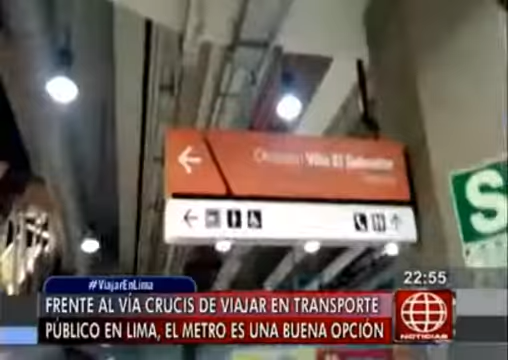 Villa El Salvador
S
22:55
#ViajarEnLima
FRENTE AL VÍA CRUCIS DE VIAJAR EN TRANSPORTE
PÚBLICO EN LIMA, EL METRO ES UNA BUENA OPCIÓN
NOTICIAS